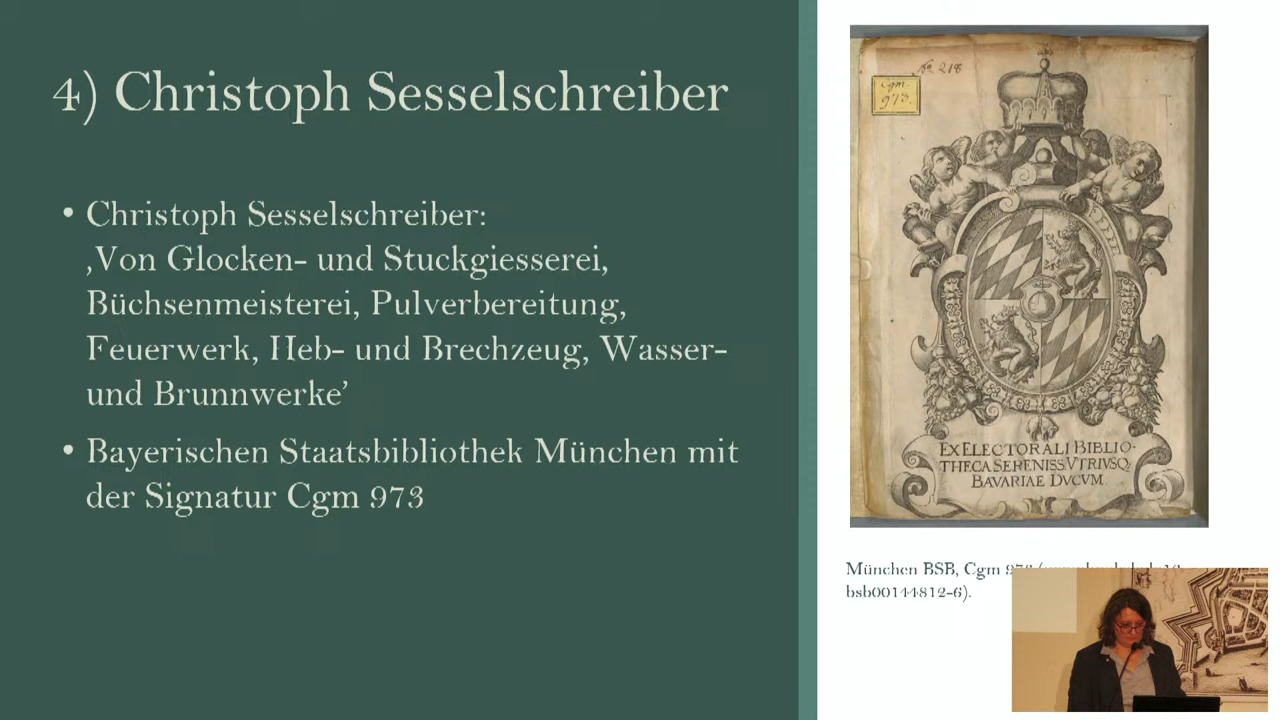 4) Christoph Sesselschreiber
• Christoph Sesselschreiber:
‚Von Glocken- und Stuckgiesserei,
Büchsenmeisterei, Pulverbereitung,
Feuerwerk, Heb- und Brechzeug, Wasser-
und Brunnwerke’
• Bayerischen Staatsbibliothek München mit
der Signatur Cgm 973
No. 218
Cgm.
973.
EX ELECTORALI BIBLIO-
THECA SERENISS. VTRIVSQ.
BAVARIAE DVCVM.
München BSB, Cgm
bsb00144812-6).